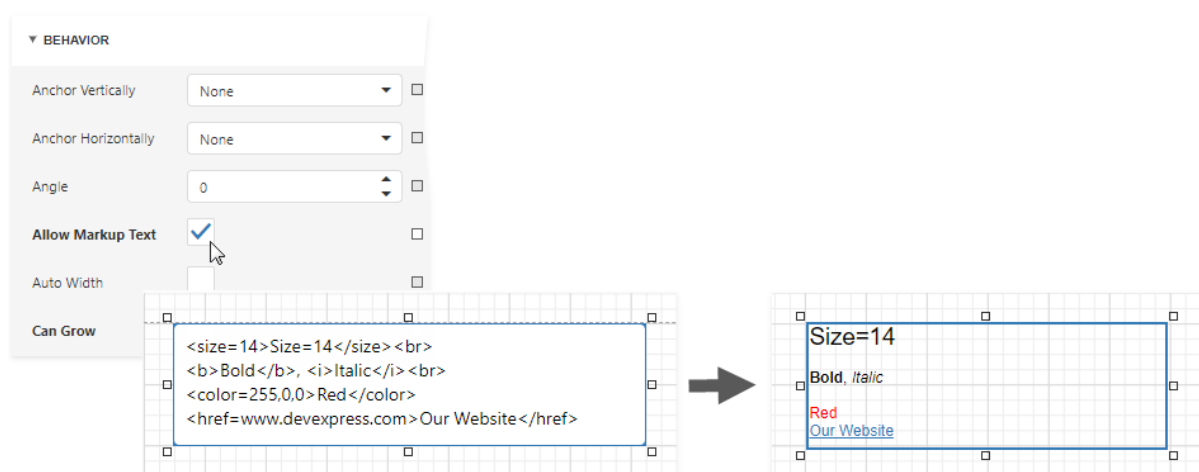 BEHAVIOR
Anchor Vertically None
Anchor Horizontally None
Angle 0
Allow Markup Text
Auto Width
Can Grow
<size=14>Size=14</size><br>
<b>Bold</b>, <i>Italic</i><br>
<color=255,0,0>Red</color>
<href=www.devexpress.com>Our Website</href>
Size=14
Bold, Italic
Red
Our Website